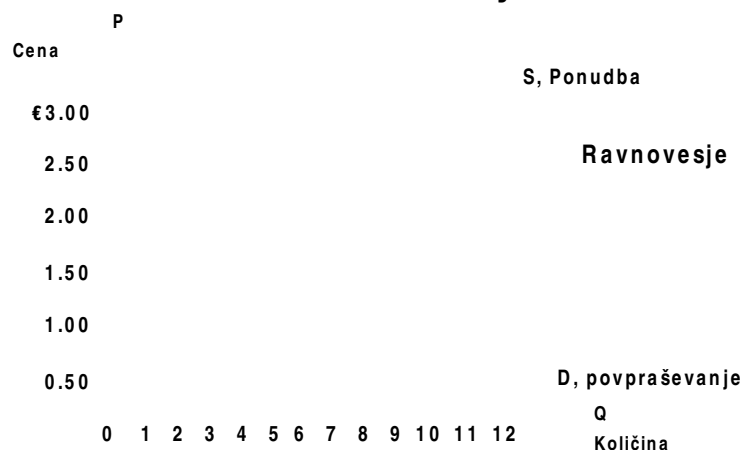 P
Cena
S, Ponudba
€3.00
Ravnovesje
2.50
2.00
1.50
1.00
0.50
D, povpraševanje
Q
0 1 2 3 4 5 6 7 8 9 10 11 12
Količina